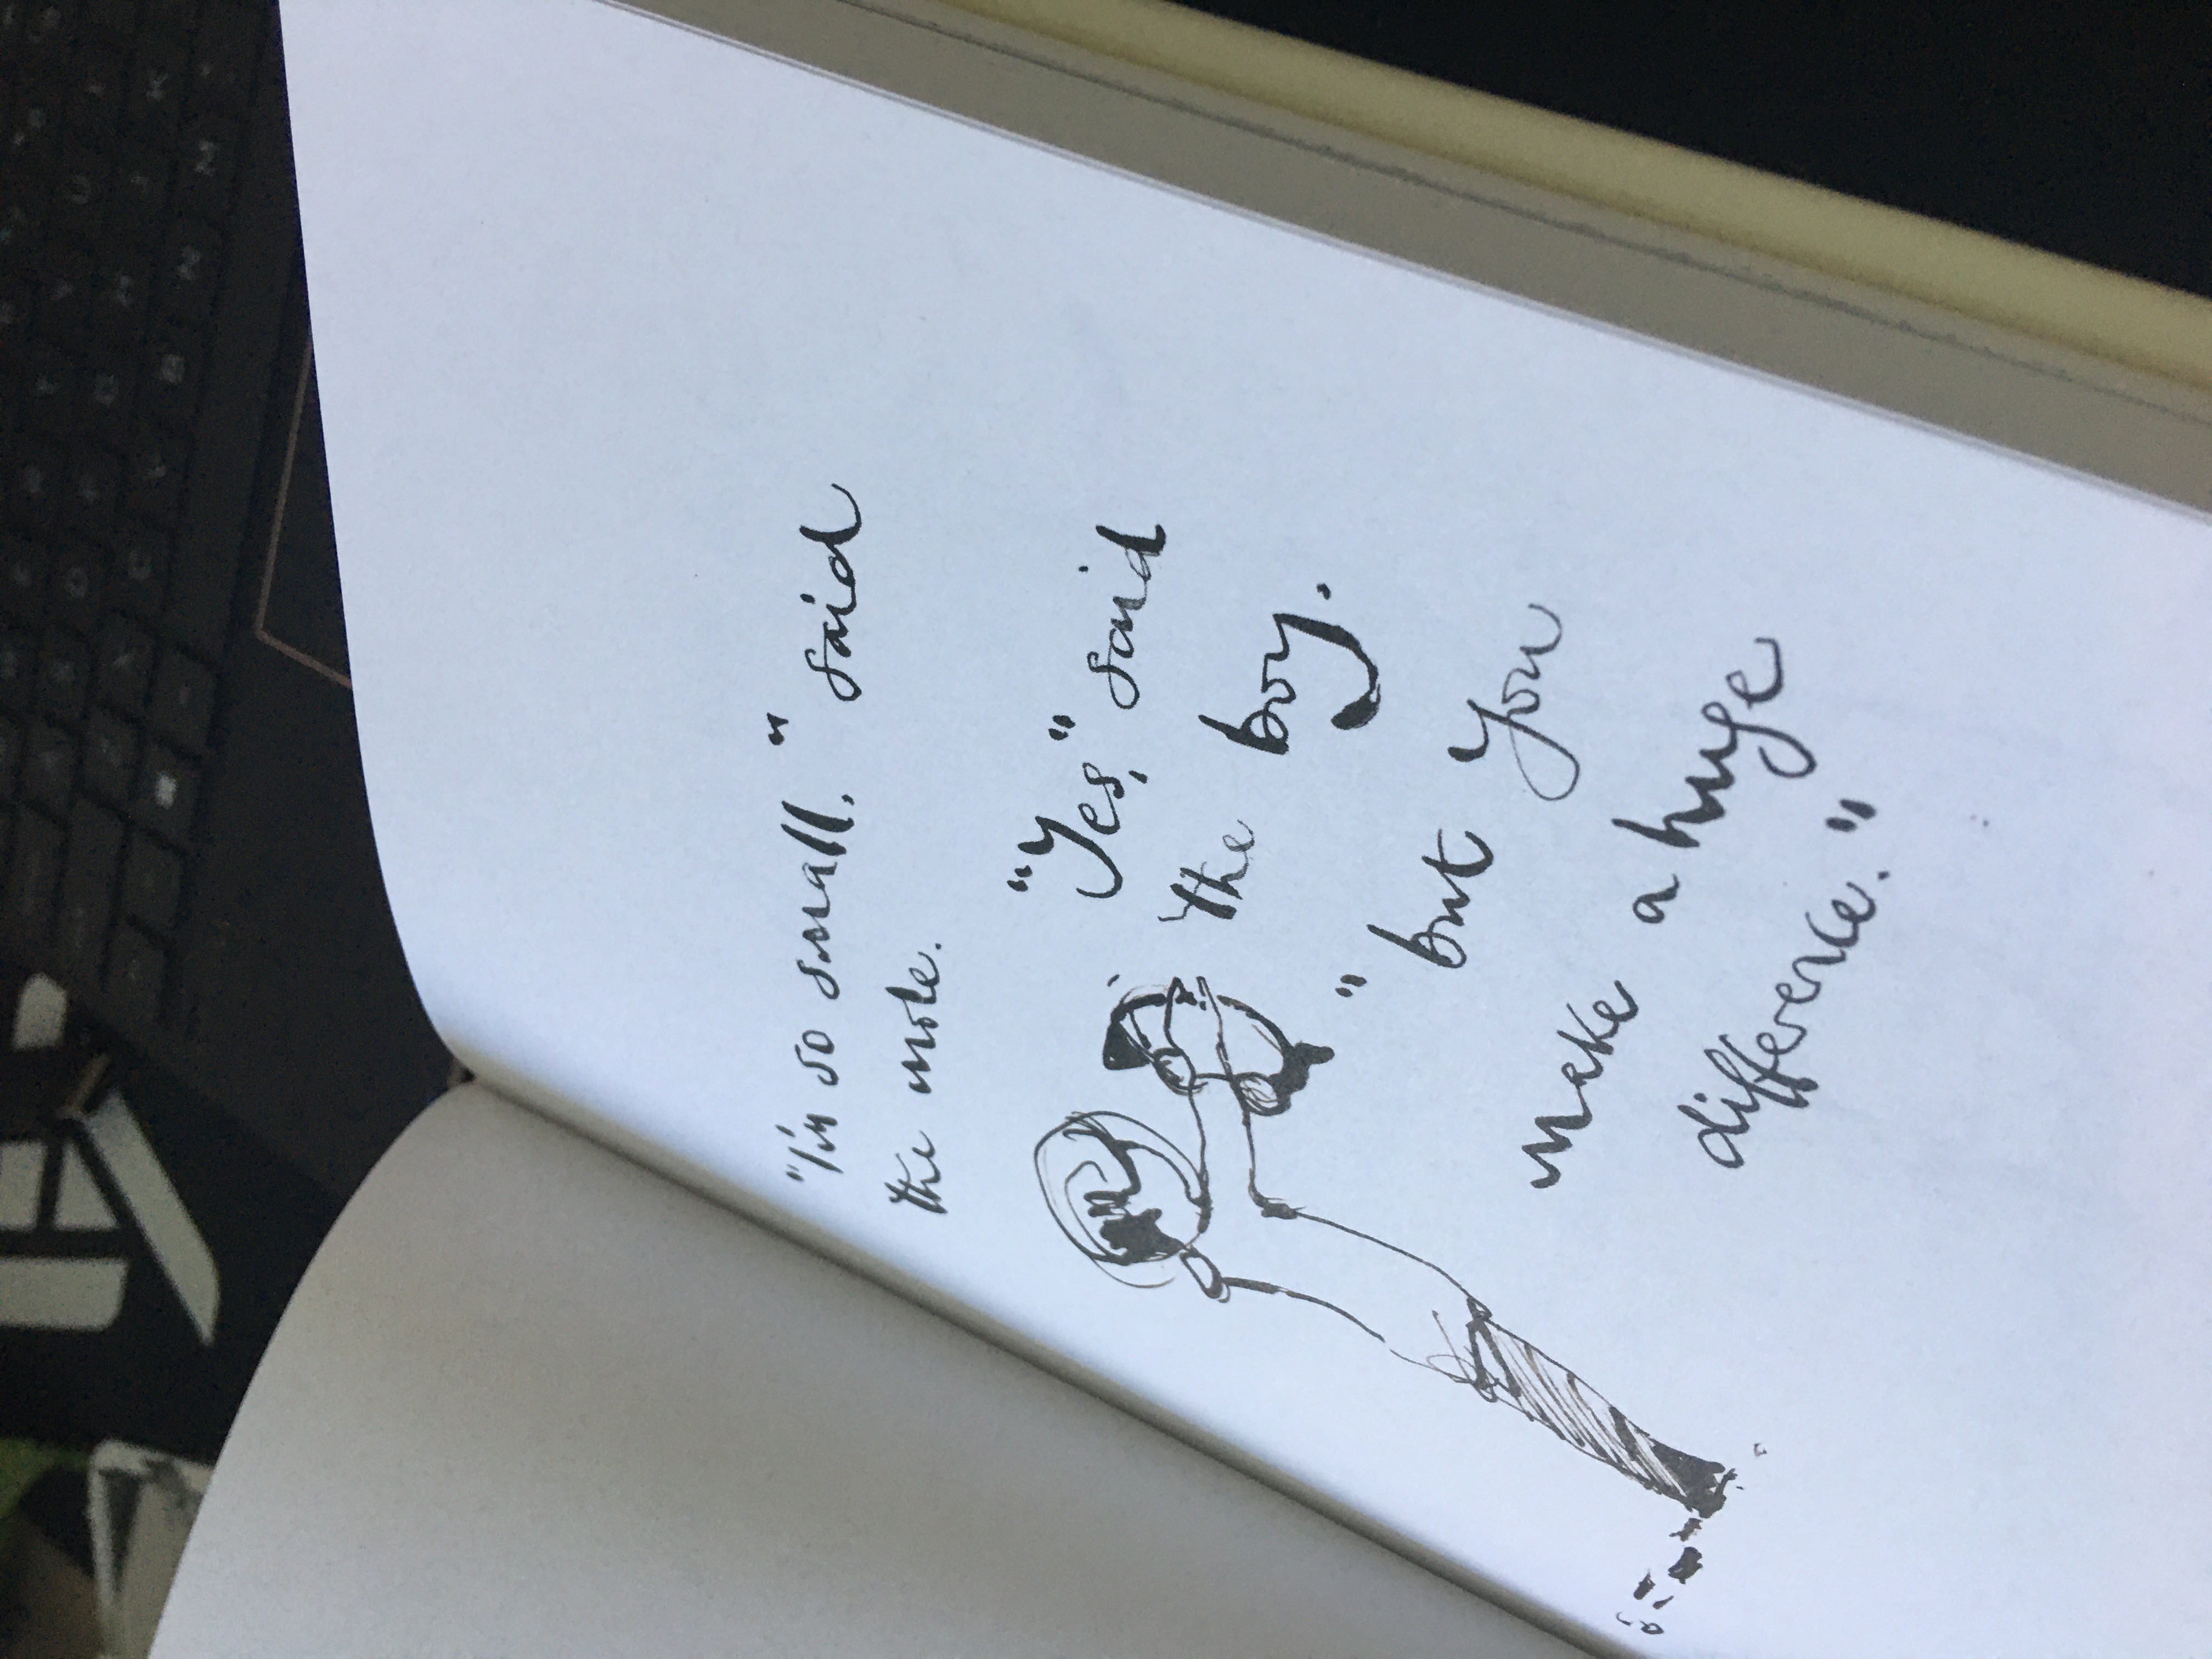 "I'm so small," said
the mole.
"Yes," said
the boy.
"but you
make a huge
difference."